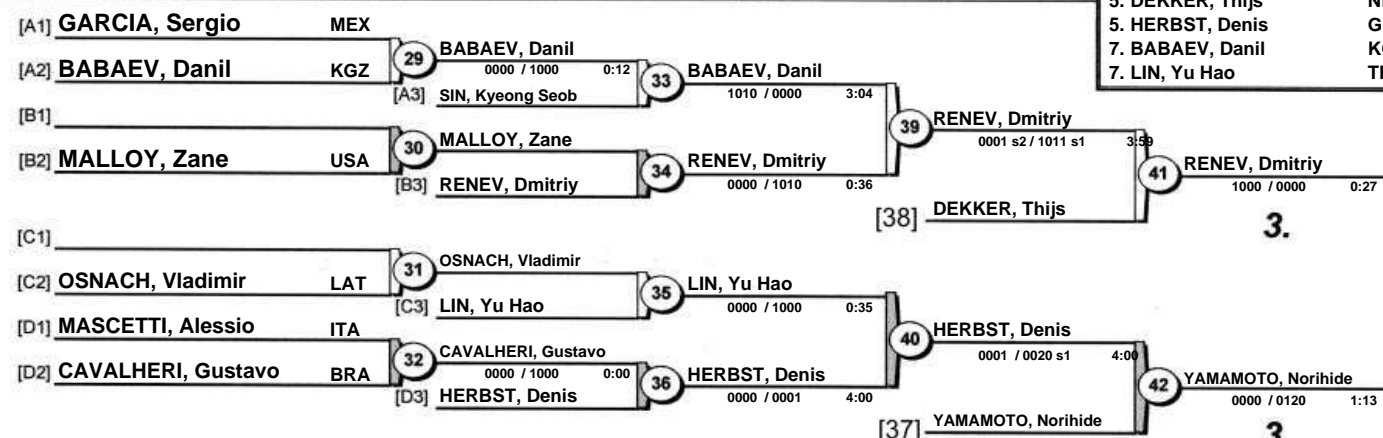 5. DEKKER, Thijs
5. HERBST, Denis G
7. BABAEV, Danil
7. LIN, Yu Hao
[A1] GARCIA, Sergio MEX
[A2] BABAEV, Danil KGZ
29
BABAEV, Danil
0000 / 1000 0:12
[A3] SIN, Kyeong Seob
33
BABAEV, Danil
1010 / 0000 3:04
[B1]
[B2] MALLOY, Zane USA
30
MALLOY, Zane
[B3] RENEV, Dmitriy
34
RENEV, Dmitriy
0000 / 1010 0:36
39
RENEV, Dmitriy
0001 s2 / 1011 s1 3:59
[38] DEKKER, Thijs
41
RENEV, Dmitriy
1000 / 0000 0:27
3.
[C1]
[C2] OSNACH, Vladimir LAT
31
OSNACH, Vladimir
[C3] LIN, Yu Hao
35
LIN, Yu Hao
0000 / 1000 0:35
[D1] MASCETTI, Alessio ITA
[D2] CAVALHERI, Gustavo BRA
32
CAVALHERI, Gustavo
0000 / 1000 0:00
[D3] HERBST, Denis
36
HERBST, Denis
0000 / 0001 4:00
40
HERBST, Denis
0001 / 0020 s1 4:00
[37] YAMAMOTO, Norihide
42
YAMAMOTO, Norihide
0000 / 0120 1:13
3